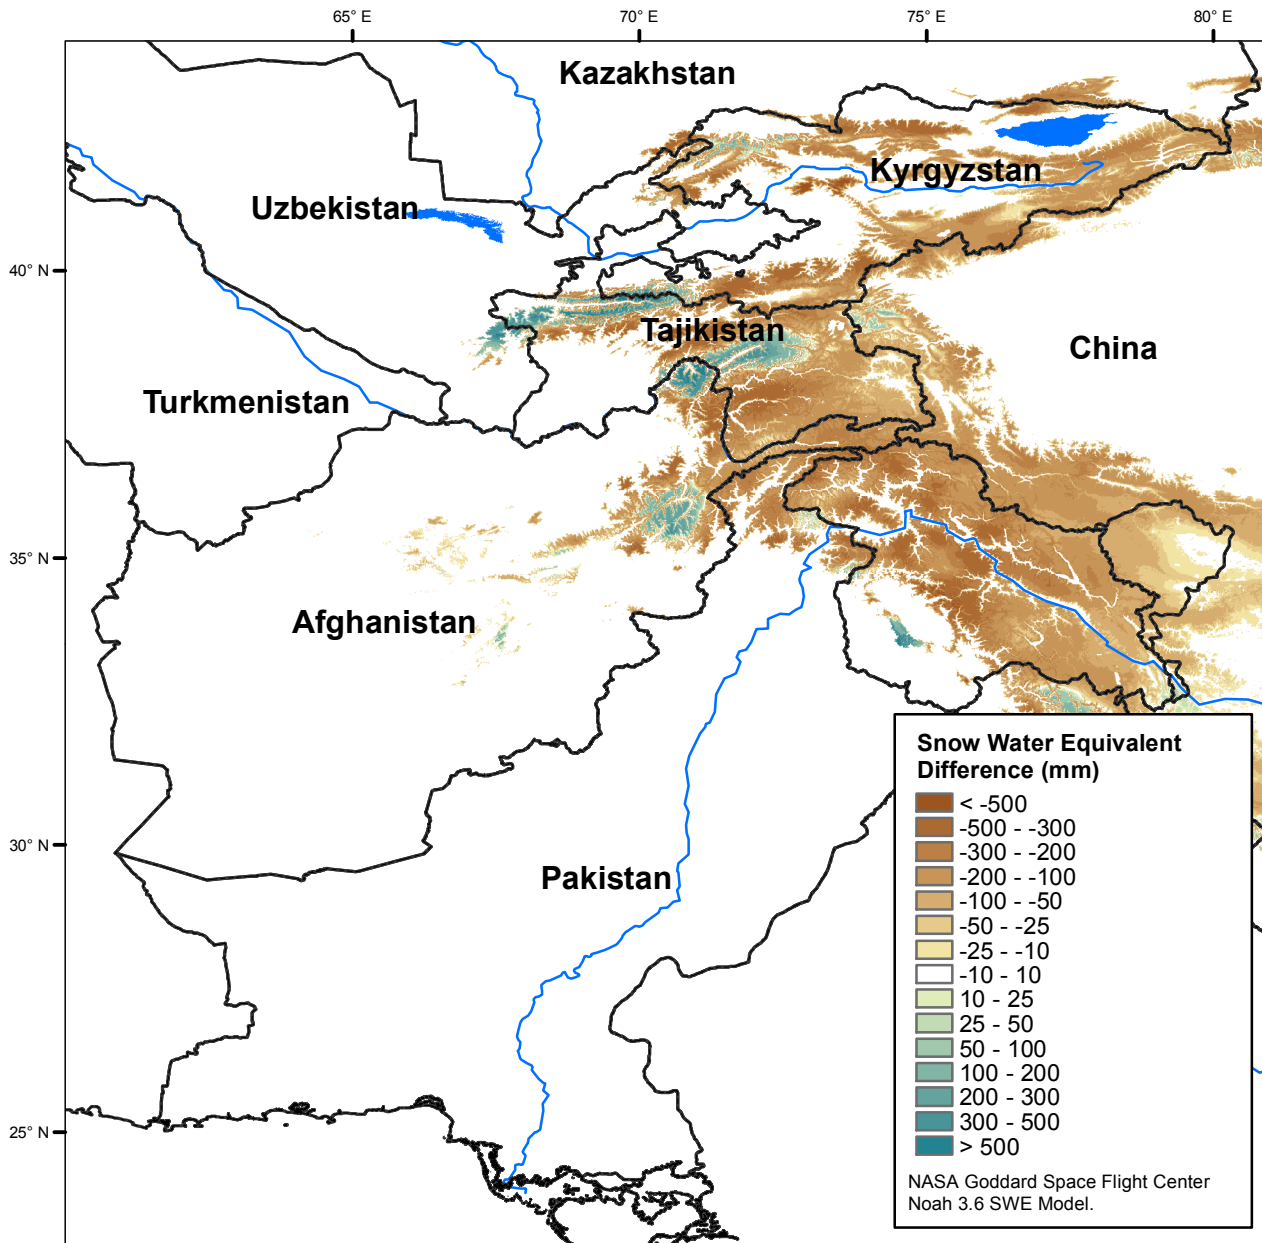 65° E
70° E
75° E
80° E
Kazakhstan
Kyrgyzstan
Uzbekistan
40° N
Tajikistan
China
Turkmenistan
35° N
Afghanistan
30° N
Pakistan
25° N
Snow Water Equivalent
Difference (mm)
< -500
-500 - -300
-300 - -200
-200 - -100
-100 - -50
-50 - -25
-25 - -10
-10 - 10
10 - 25
25 - 50
50 - 100
100 - 200
200 - 300
300 - 500
> 500
NASA Goddard Space Flight Center
Noah 3.6 SWE Model.